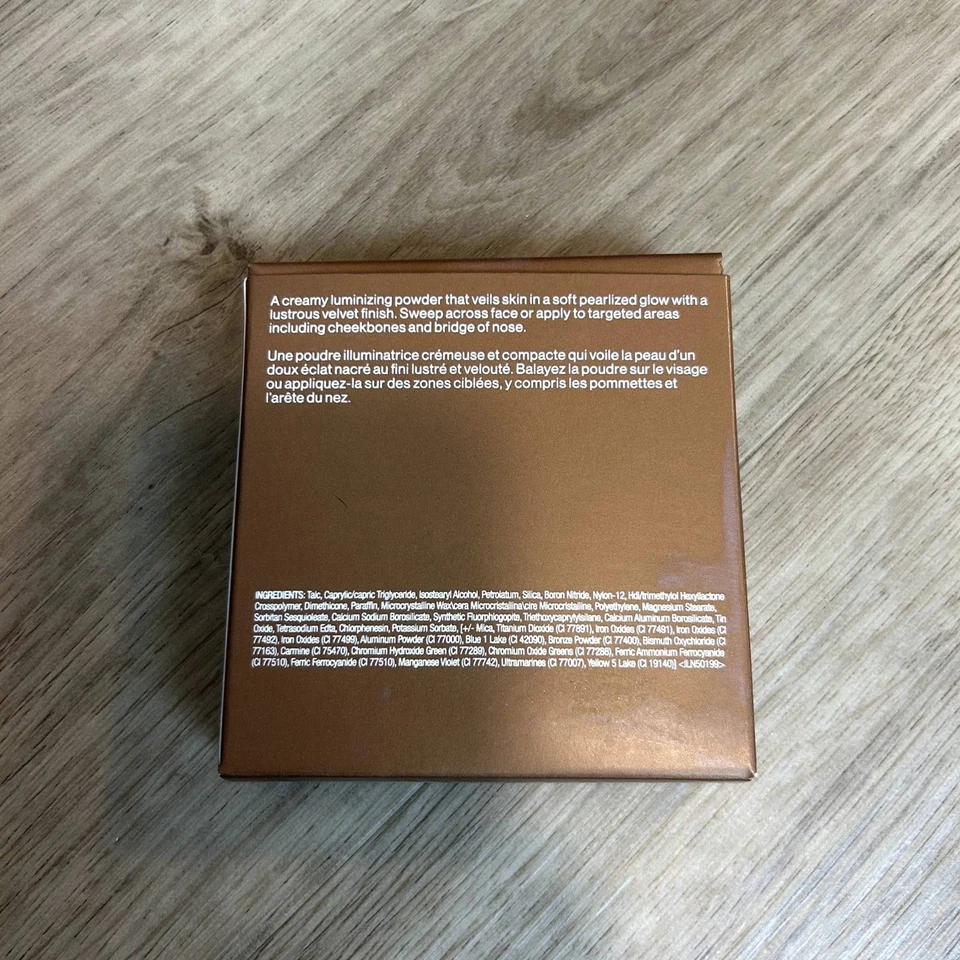 A creamy luminizing powder that veils skin in a soft pearlized glow with a
lustrous velvet finish. Sweep across face or apply to targeted areas
including cheekbones and bridge of nose.
Une poudre illuminatrice crémeuse et compacte qui voile la peau d'un
doux éclat nacré au fini lustré et velouté. Balayez la poudre sur le visage
ou appliquez-la sur des zones ciblées, y compris les pommettes et
l'arête du nez.
INGREDIENTS: Talc, Caprylic/capric Triglyceride, Isostearyl Alcohol, Petrolatum, Silica, Boron Nitride, Nylon-12, Hdi/trimethylol Hexyllactone
Crosspolymer, Dimethicone, Paraffin, Microcrystalline Wax\cera Microcristallina\cire Microcristalline, Polyethylene, Magnesium Stearate,
Sorbitan Sesquioleate, Calcium Sodium Borosilicate, Synthetic Fluorphlogopite, Triethoxycaprylylsilane, Calcium Aluminum Borosilicate, Tin
Oxide, Tetrasodium Edta, Chlorphenesin, Potassium Sorbate, [+/- Mica, Titanium Dioxide (CI 77891), Iron Oxides (CI 77491), Iron Oxides (CI
77492), Iron Oxides (CI 77499), Aluminum Powder (CI 77000), Blue 1 Lake (CI 42090), Bronze Powder (CI 77400), Bismuth Oxychloride (CI
77163), Carmine (CI 75470), Chromium Hydroxide Green (CI 77289), Chromium Oxide Greens (CI 77288), Ferric Ammonium Ferrocyanide
(CI 77510), Ferric Ferrocyanide (CI 77510), Manganese Violet (CI 77742), Ultramarines (CI 77007), Yellow 5 Lake (CI 19140)] <ILN50199>